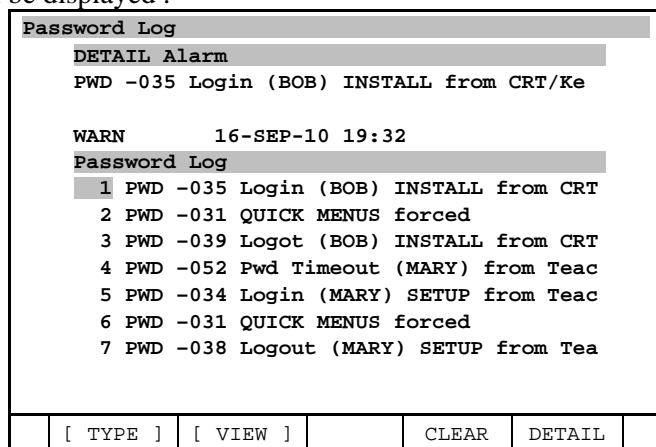 be displayed .
Password Log
DETAIL Alarm
PWD –035 Login (BOB) INSTALL from CRT/Ke
WARN 16-SEP-10 19:32
Password Log
1 PWD –035 Login (BOB) INSTALL from CRT
2 PWD –031 QUICK MENUS forced
3 PWD –039 Logot (BOB) INSTALL from CRT
4 PWD –052 Pwd Timeout (MARY) from Teac
5 PWD –034 Login (MARY) SETUP from Teac
6 PWD –031 QUICK MENUS forced
7 PWD –038 Logout (MARY) SETUP from Tea
[ TYPE ] [ VIEW ] CLEAR DETAIL